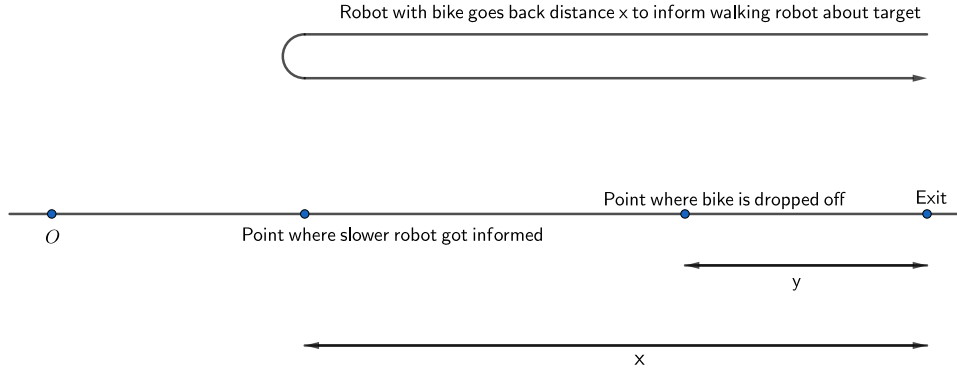 Robot with bike goes back distance x to inform walking robot about target
Point where bike is dropped off
Exit
O
Point where slower robot got informed
y
x